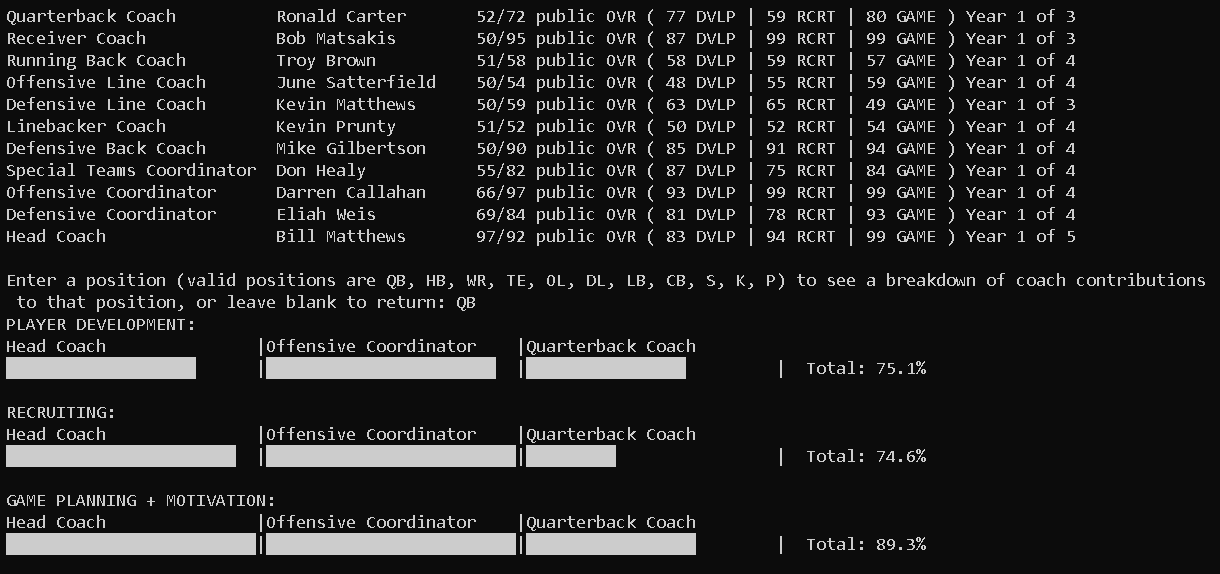 Quarterback Coach          Ronald Carter       52/72 public OVR ( 77 DVLP | 59 RCRT | 80 GAME ) Year 1 of 3
Receiver Coach             Bob Matsakis        50/95 public OVR ( 87 DVLP | 99 RCRT | 99 GAME ) Year 1 of 3
Running Back Coach         Troy Brown          51/58 public OVR ( 58 DVLP | 59 RCRT | 57 GAME ) Year 1 of 4
Offensive Line Coach       June Satterfield    50/54 public OVR ( 48 DVLP | 55 RCRT | 59 GAME ) Year 1 of 4
Defensive Line Coach       Kevin Matthews      50/59 public OVR ( 63 DVLP | 65 RCRT | 49 GAME ) Year 1 of 3
Linebacker Coach           Kevin Prunty        51/52 public OVR ( 50 DVLP | 52 RCRT | 54 GAME ) Year 1 of 4
Defensive Back Coach       Mike Gilbertson     50/90 public OVR ( 85 DVLP | 91 RCRT | 94 GAME ) Year 1 of 4
Special Teams Coordinator  Don Healy           55/82 public OVR ( 87 DVLP | 75 RCRT | 84 GAME ) Year 1 of 4
Offensive Coordinator      Darren Callahan     66/97 public OVR ( 93 DVLP | 99 RCRT | 99 GAME ) Year 1 of 4
Defensive Coordinator      Eliah Weis          69/84 public OVR ( 81 DVLP | 78 RCRT | 93 GAME ) Year 1 of 4
Head Coach                 Bill Matthews       97/92 public OVR ( 83 DVLP | 94 RCRT | 99 GAME ) Year 1 of 5
Enter a position (valid positions are QB, HB, WR, TE, OL, DL, LB, CB, S, K, P) to see a breakdown of coach contributions
to that position, or leave blank to return: QB
PLAYER DEVELOPMENT:
Head Coach               |Offensive Coordinator    |Quarterback Coach
| | | Total: 75.1%
RECRUITING:
Head Coach               |Offensive Coordinator    |Quarterback Coach
| | | Total: 74.6%
GAME PLANNING + MOTIVATION:
Head Coach               |Offensive Coordinator    |Quarterback Coach
| | | Total: 89.3%